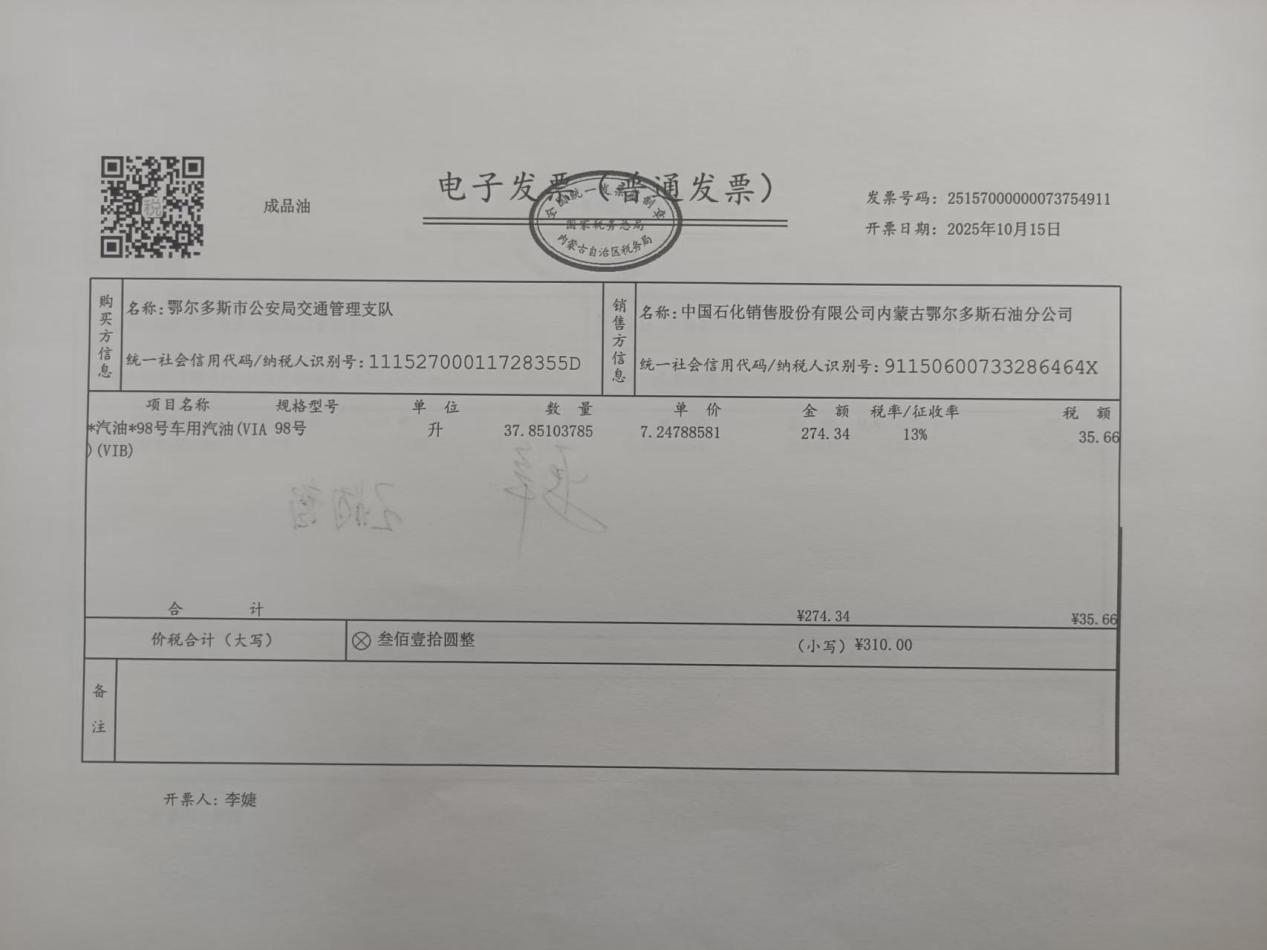 税
成品油
电子发票（普通发票）
全国统一发票监制章
国家税务总局
内蒙古自治区税务局
发票号码：25157000000073754911
开票日期：2025年10月15日
购买方信息
名称：鄂尔多斯市公安局交通管理支队
统一社会信用代码/纳税人识别号：11152700011728355D
销售方信息
名称：中国石化销售股份有限公司内蒙古鄂尔多斯石油分公司
统一社会信用代码/纳税人识别号：91150600733286464X
项目名称 规格型号 单 位 数 量 单 价 金 额 税率/征收率 税 额
*汽油*98号车用汽油(VIA 98号 升 37.85103785 7.24788581 274.34 13% 35.66
)(VIB)
合 计 ¥274.34 ¥35.66
价税合计（大写） ⊗ 叁佰壹拾圆整 （小写）¥310.00
备注
开票人：李婕